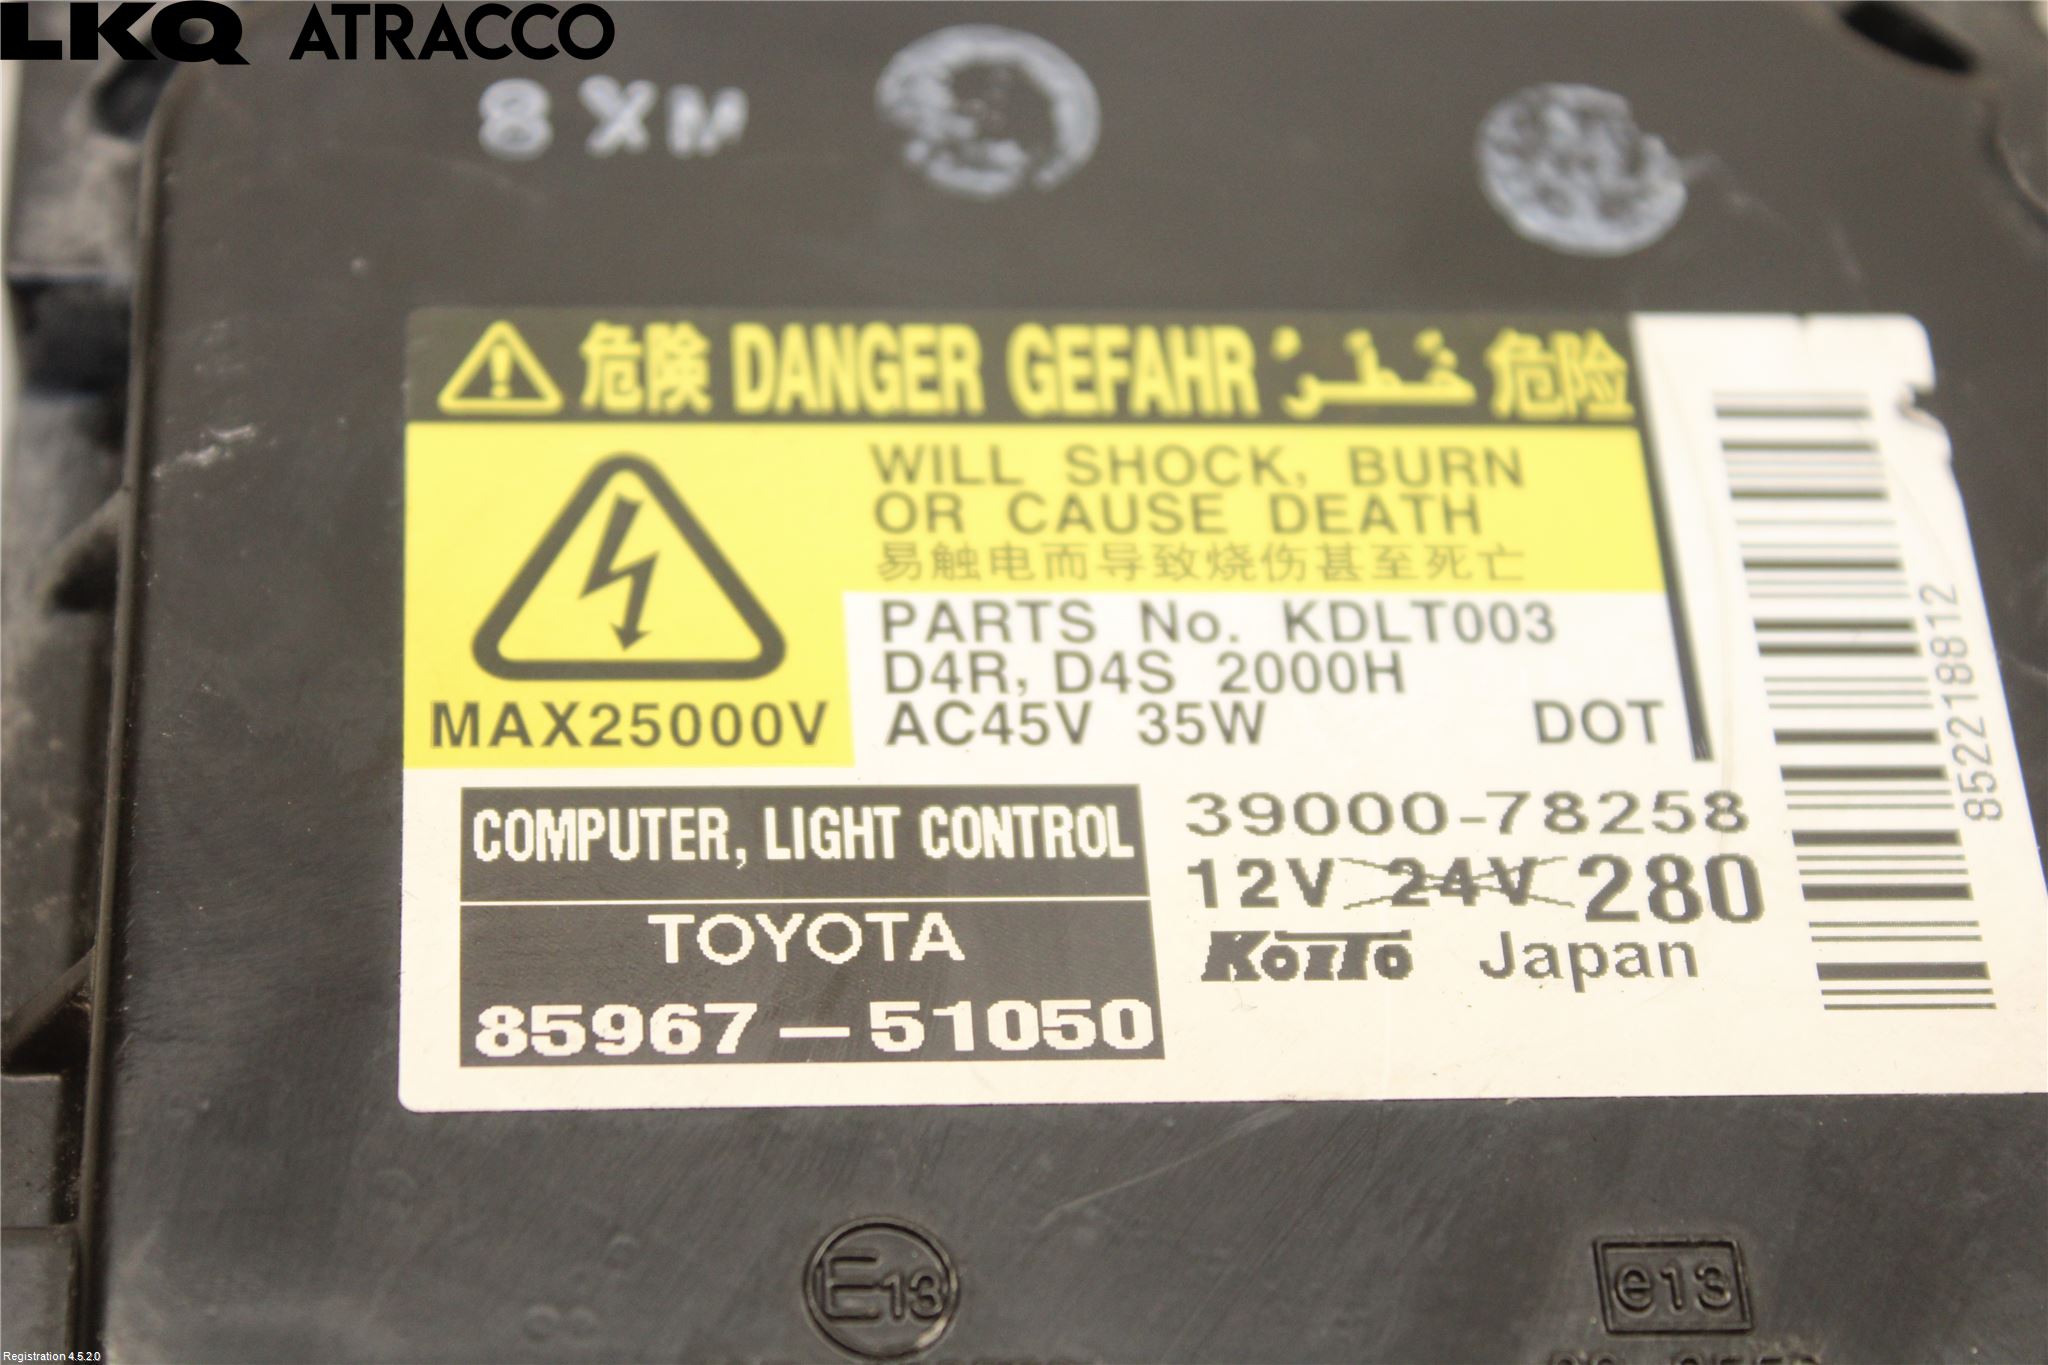 LKQ ATRACCO
8 X M
危険 DANGER GEFAHR خَطَرٌ 危险
WILL SHOCK, BURN
OR CAUSE DEATH
易触电而导致烧伤甚至死亡
PARTS No. KDLT003
D4R, D4S 2000H
AC45V 35W DOT
MAX25000V
8522218812
COMPUTER, LIGHT CONTROL
TOYOTA
85967-51050
39000-78258
12V 24V 280
KOITO Japan
E13
e13
Registration 4.5.2.0